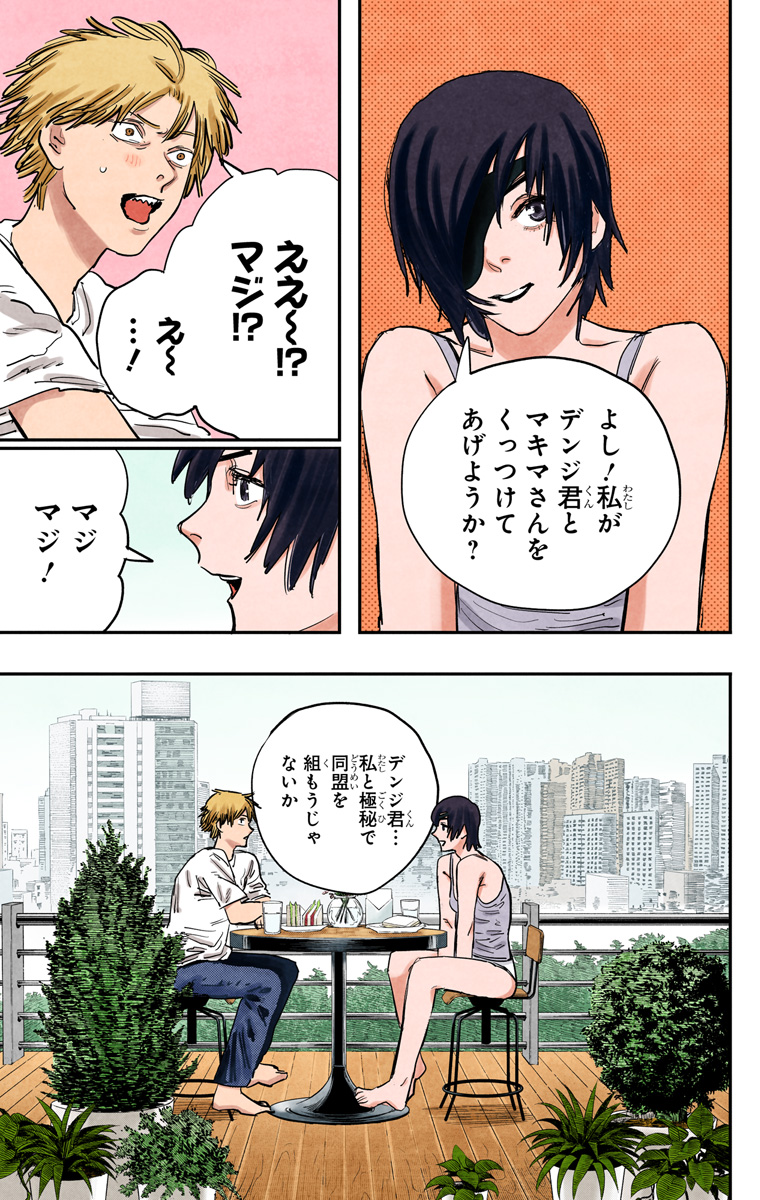 よし！私が
デンジ君と
マキマさんを
くっつけて
あげようか？
ええ〜!?
マジ!?
え〜
…！
マジ
マジ！
デンジ君…
私と極秘で
同盟を
組もうじゃ
ないか